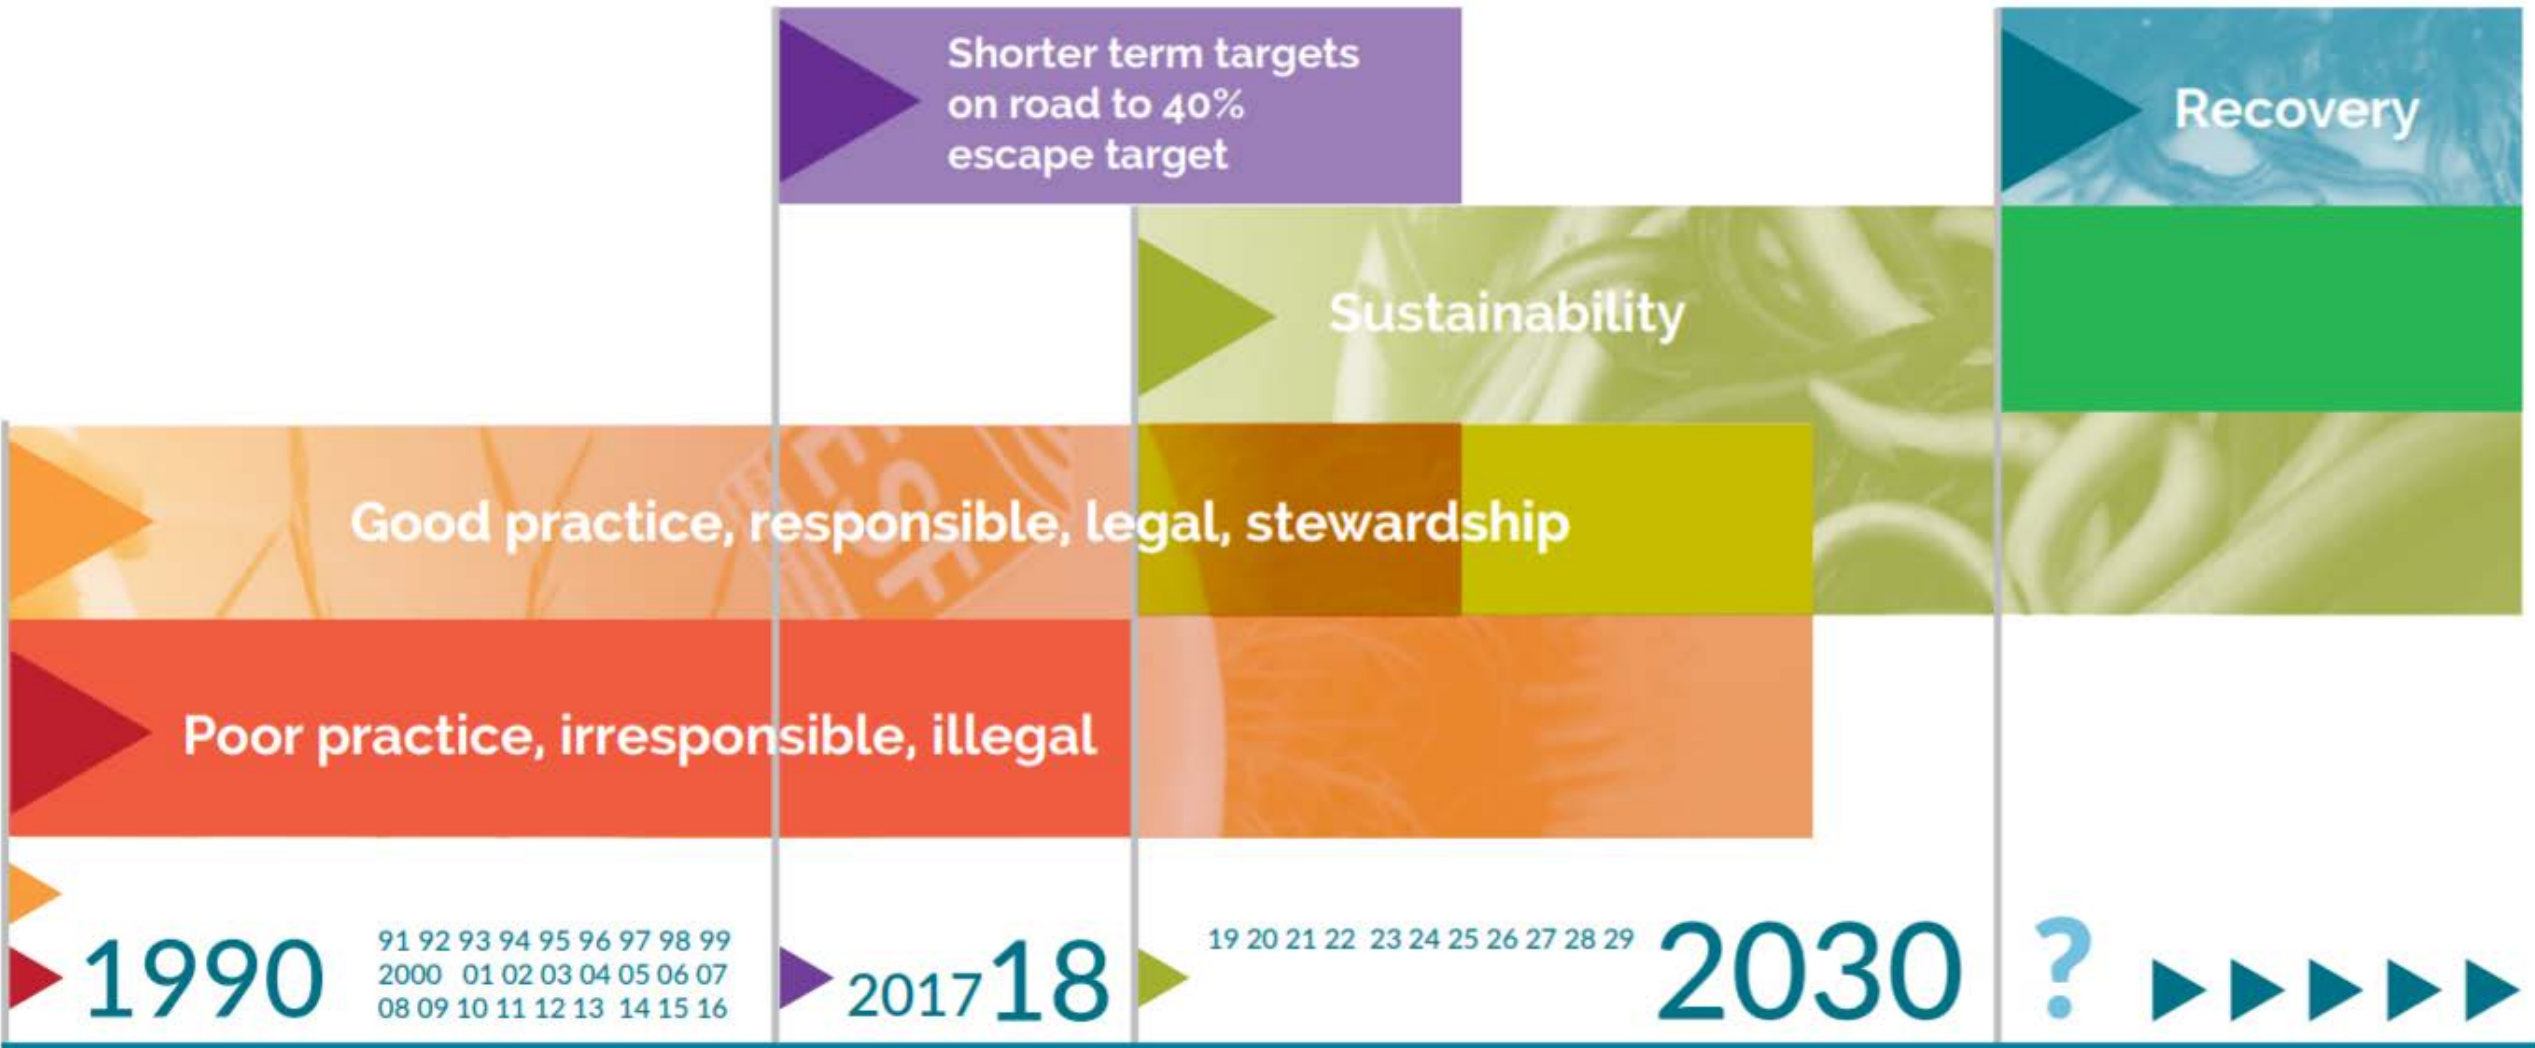 Shorter term targets
on road to 40%
escape target
Recovery
Sustainability
Good practice, responsible, legal, stewardship
Poor practice, irresponsible, illegal
1990
91 92 93 94 95 96 97 98 99
2000 01 02 03 04 05 06 07
08 09 10 11 12 13 14 15 16
2017 18
19 20 21 22 23 24 25 26 27 28 29
2030
?